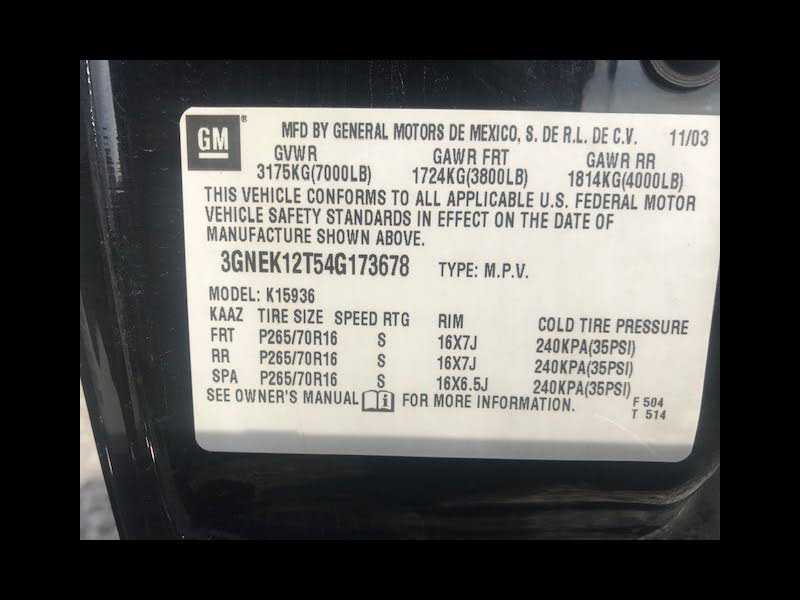 GM ®
MFD BY GENERAL MOTORS DE MEXICO, S. DE R.L. DE C.V. 11/03
GVWR GAWR FRT GAWR RR
3175KG(7000LB) 1724KG(3800LB) 1814KG(4000LB)
THIS VEHICLE CONFORMS TO ALL APPLICABLE U.S. FEDERAL MOTOR
VEHICLE SAFETY STANDARDS IN EFFECT ON THE DATE OF
MANUFACTURE SHOWN ABOVE.
3GNEK12T54G173678 TYPE: M.P.V.
MODEL: K15936
KAAZ TIRE SIZE SPEED RTG RIM COLD TIRE PRESSURE
FRT P265/70R16 S 16X7J 240KPA(35PSI)
RR P265/70R16 S 16X7J 240KPA(35PSI)
SPA P265/70R16 S 16X6.5J 240KPA(35PSI)
SEE OWNER'S MANUAL i FOR MORE INFORMATION.
F 504
T 514